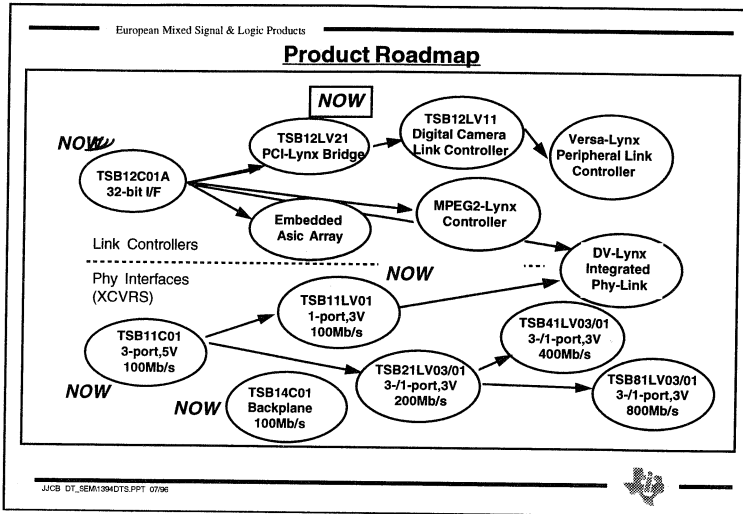 European Mixed Signal & Logic Products
Product Roadmap
NOW
NOW
TSB12LV21
PCI-Lynx Bridge
TSB12LV11
Digital Camera
Link Controller
Versa-Lynx
Peripheral Link
Controller
TSB12C01A
32-bit I/F
Embedded
Asic Array
MPEG2-Lynx
Controller
Link Controllers
DV-Lynx
Integrated
Phy-Link
Phy Interfaces
(XCVRS)
NOW
TSB11LV01
1-port,3V
100Mb/s
TSB11C01
3-port,5V
100Mb/s
TSB41LV03/01
3-/1-port,3V
400Mb/s
TSB21LV03/01
3-/1-port,3V
200Mb/s
TSB81LV03/01
3-/1-port,3V
800Mb/s
NOW
NOW
TSB14C01
Backplane
100Mb/s
JJCB DT_SEM\1394DTS.PPT 07/96